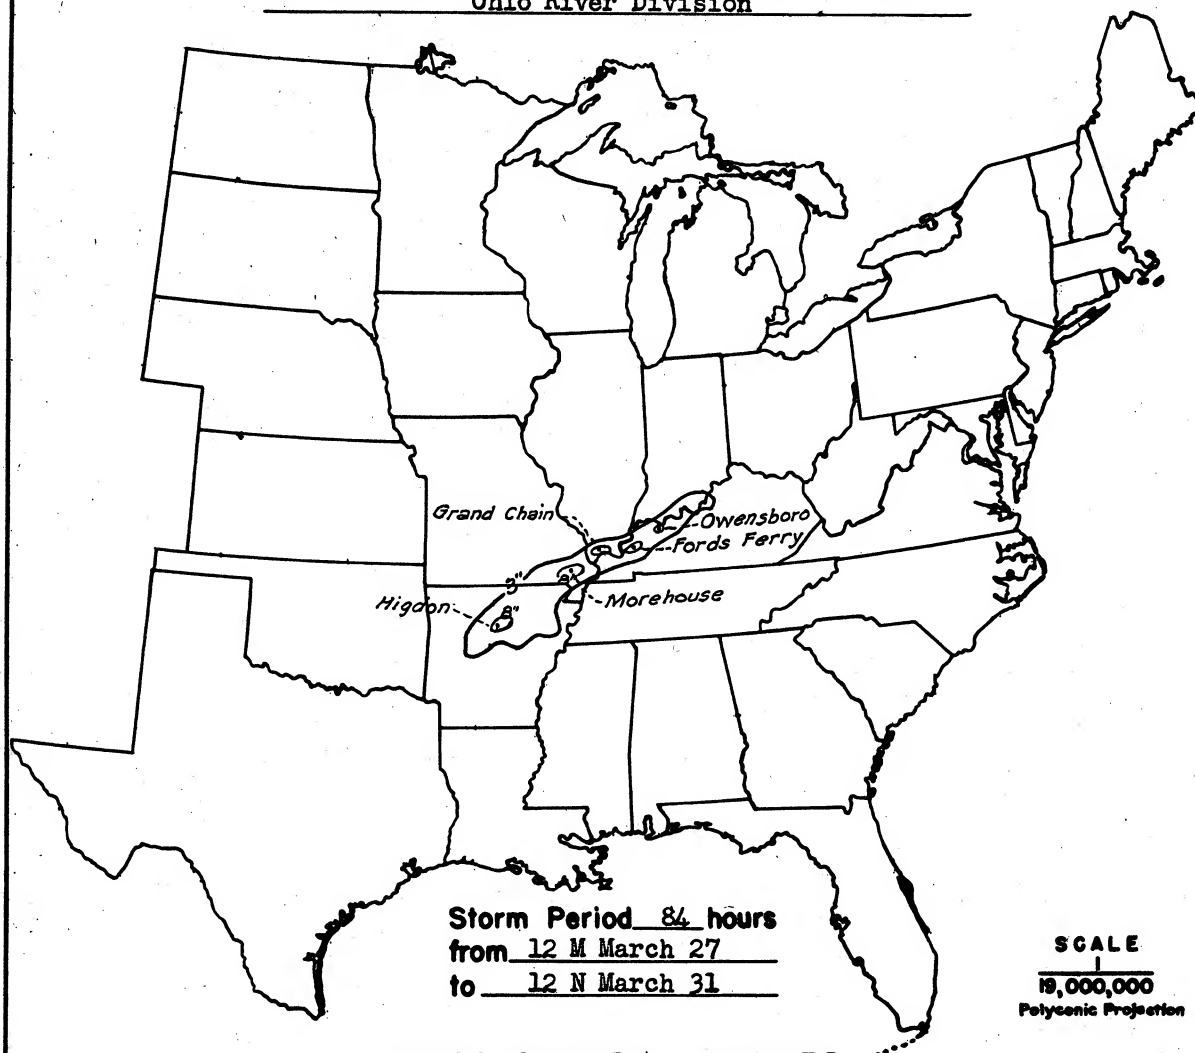 Ohio River Division
Grand Chain
Owensboro
Fords Ferry
3"
Higdon
8"
Morehouse
Storm Period 84 hours
from 12 M March 27
to 12 N March 31
SCALE
1
19,000,000
Polyconic Projection